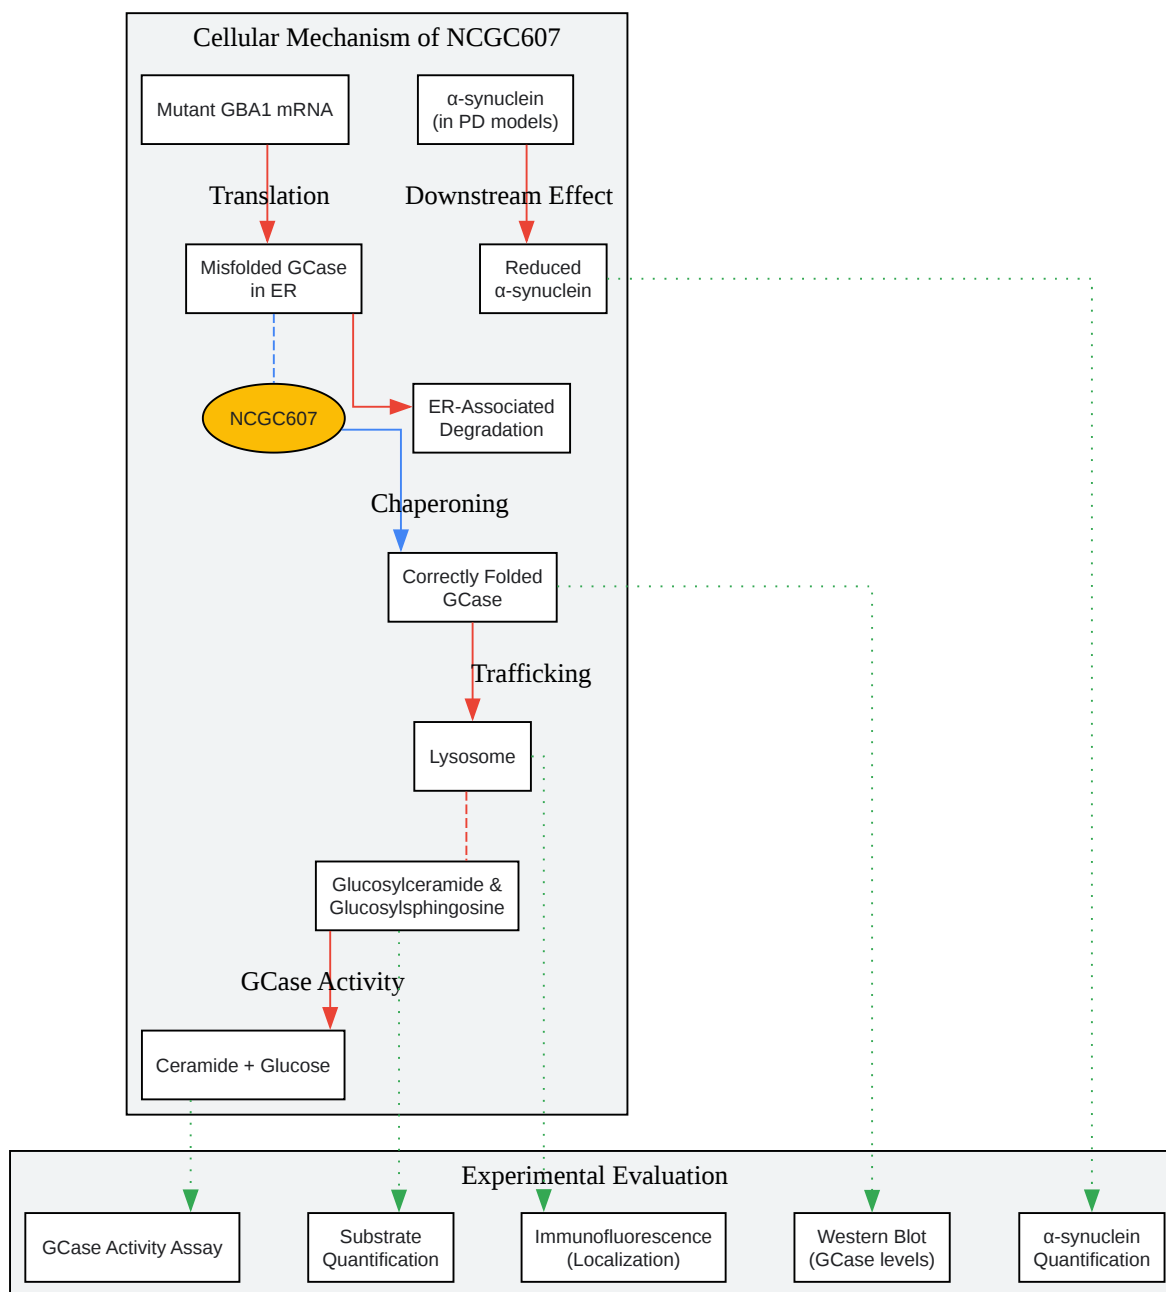 Cellular Mechanism of NCGC607
Mutant GBA1 mRNA
α-synuclein
(in PD models)
Translation
Downstream Effect
Misfolded GCase
in ER
Reduced
α-synuclein
NCGC607
ER-Associated
Degradation
Chaperoning
Correctly Folded
GCase
Trafficking
Lysosome
Glucosylceramide &
Glucosylsphingosine
GCase Activity
Ceramide + Glucose
Experimental Evaluation
GCase Activity Assay
Substrate
Quantification
Immunofluorescence
(Localization)
Western Blot
(GCase levels)
α-synuclein
Quantification